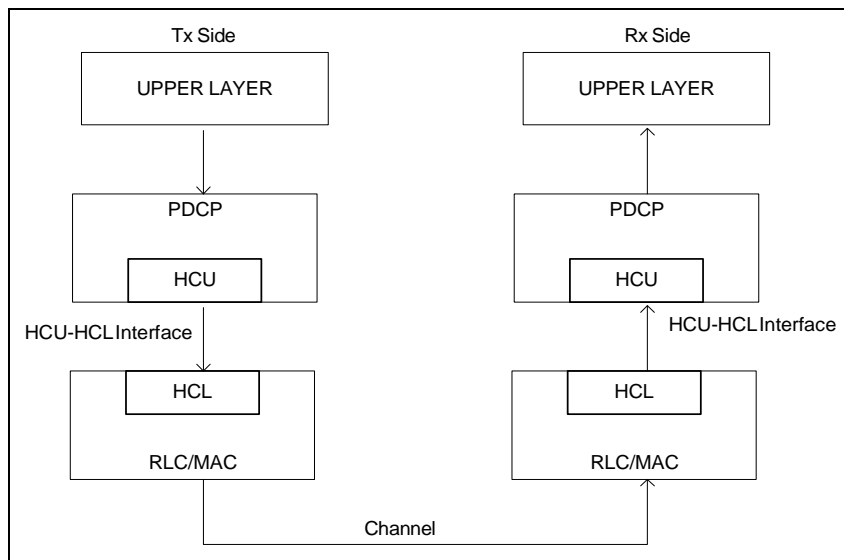 Tx Side
Rx Side
UPPER LAYER
UPPER LAYER
PDCP
PDCP
HCU
HCU
HCU-HCL Interface
HCU-HCL Interface
HCL
HCL
RLC/MAC
RLC/MAC
Channel